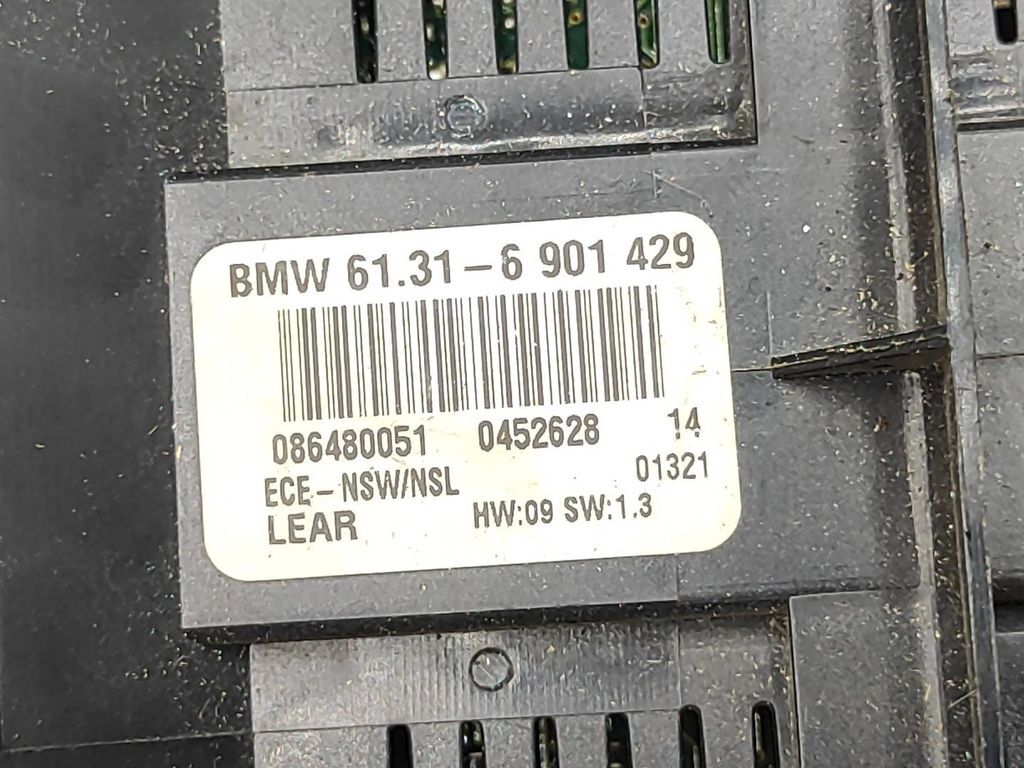 BMW 61.31-6 901 429
086480051 0452628 14
ECE-NSW/NSL 01321
LEAR HW:09 SW:1.3